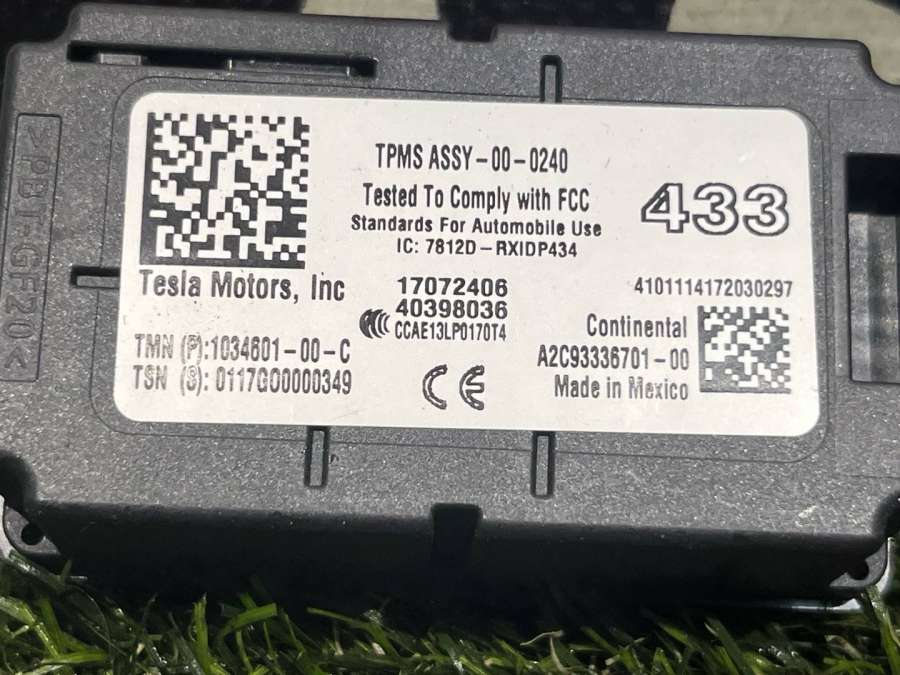 >PBT-GF20<
TPMS ASSY-00-0240
Tested To Comply with FCC
Standards For Automobile Use
IC: 7812D-RXIDP434
433
Tesla Motors, Inc
TMN (P):1034601-00-C
TSN (S): 0117G00000349
17072406
40398036
CCC
CCAE13LP0170T4
CE
4101114172030297
Continental
A2C93336701-00
Made in Mexico